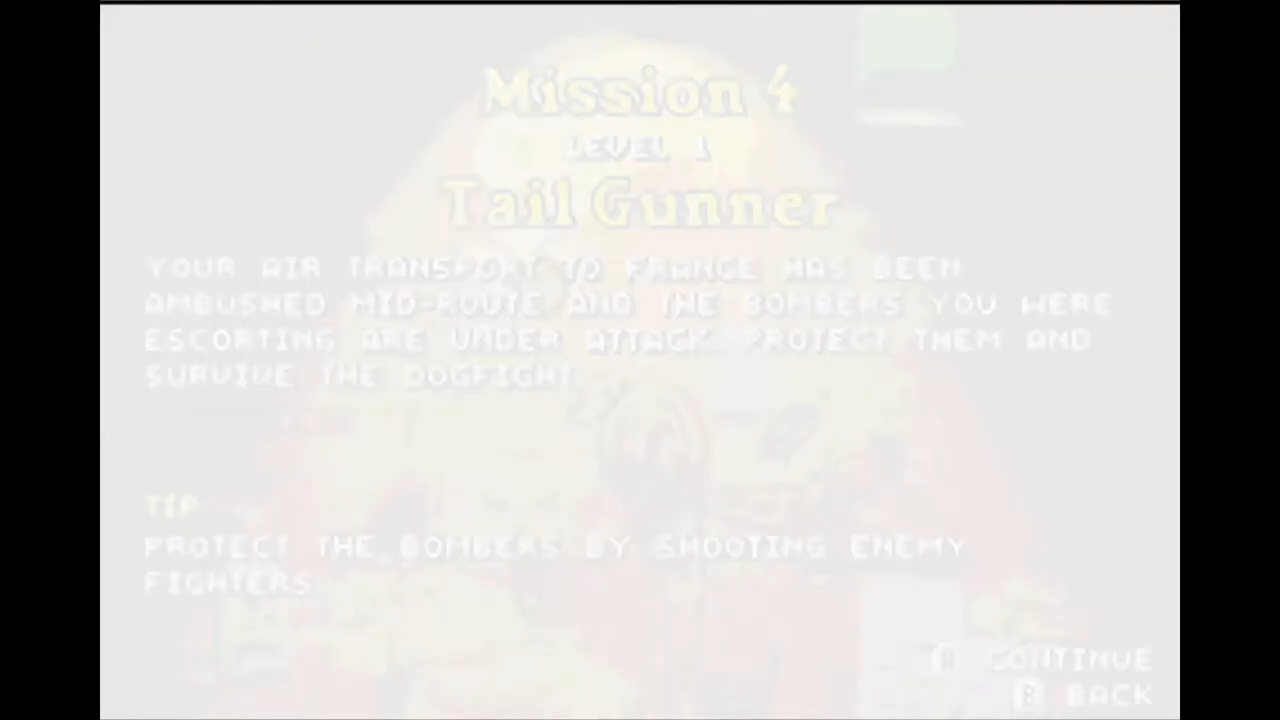 Mission 4
LEVEL 1
Tail Gunner
YOUR AIR TRANSPORT TO FRANCE HAS BEEN
AMBUSHED MID-ROUTE AND THE BOMBERS YOU WERE
ESCORTING ARE UNDER ATTACK. PROTECT THEM AND
SURVIVE THE DOGFIGHT.
TIP
PROTECT THE BOMBERS BY SHOOTING ENEMY
FIGHTERS
A CONTINUE
B BACK